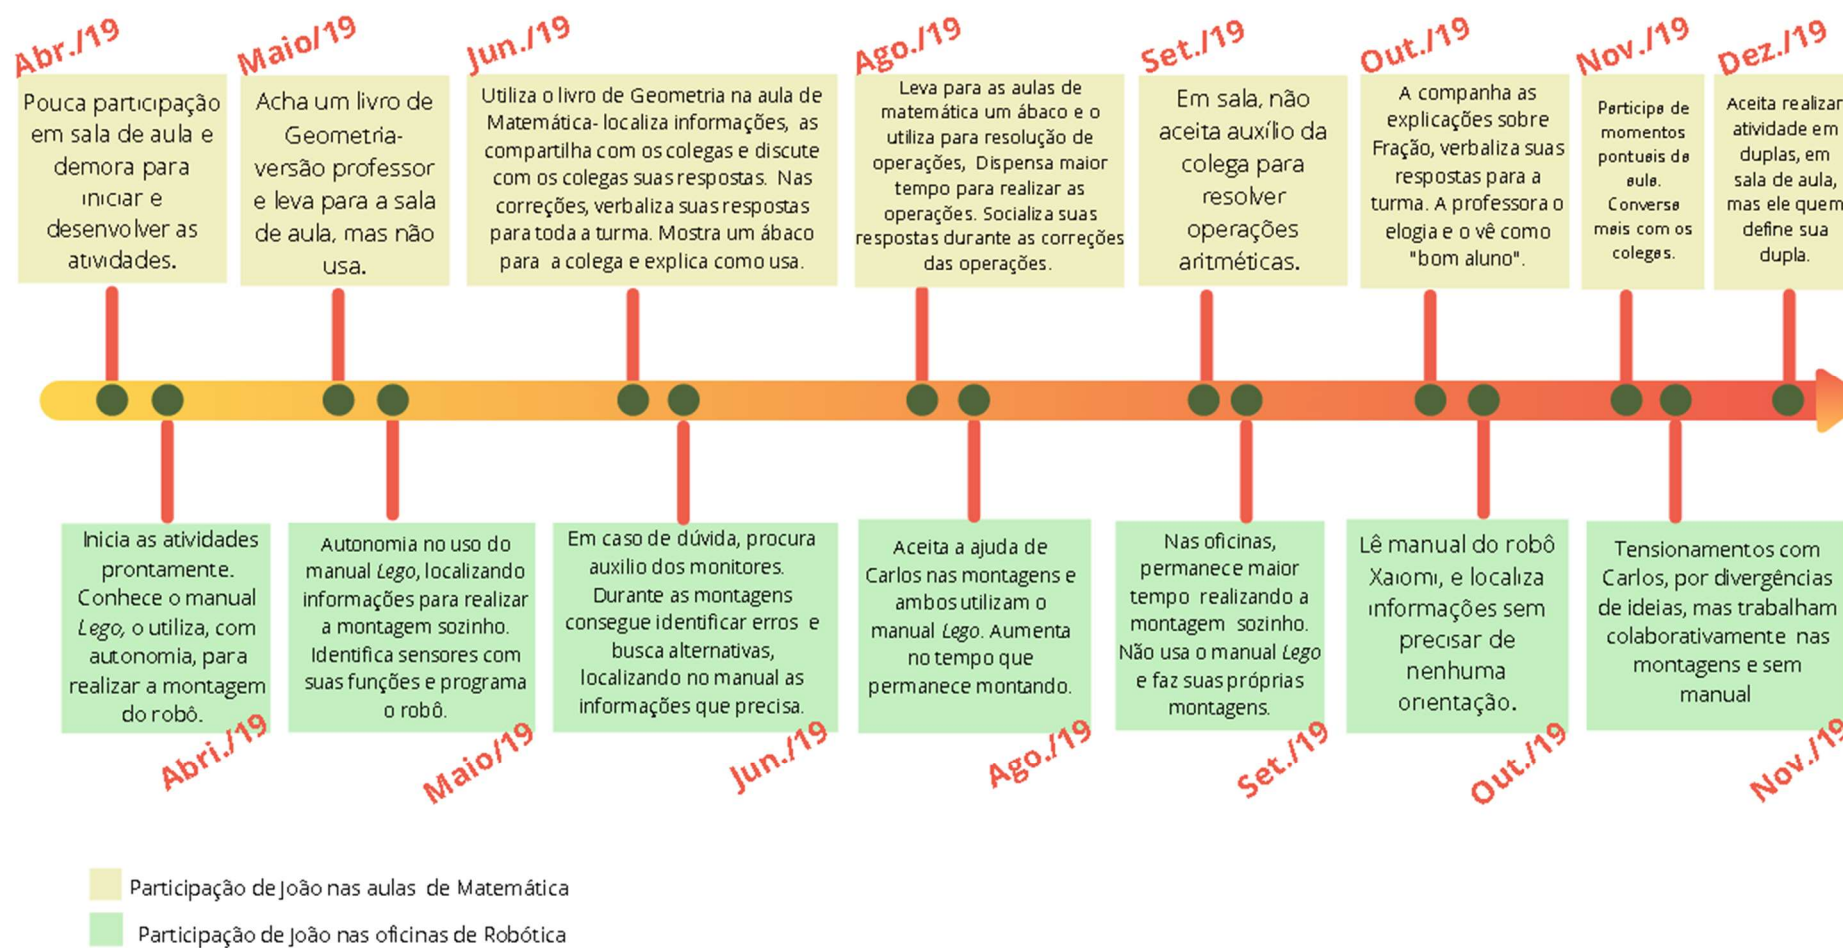 Abr./19
Pouca participação
em sala de aula e
demora para
iniciar e
desenvolver as
atividades.
Maio/19
Acha um livro de
Geometria-
versão professor
e leva para a sala
de aula, mas não
usa.
Jun./19
Utiliza o livro de Geometria na aula de
Matemática- localiza informações, as
compartilha com os colegas e discute
com os colegas suas respostas. Nas
correções, verbaliza suas respostas
para toda a turma. Mostra um ábaco
para a colega e explica como usa.
Ago./19
Leva para as aulas de
matemática um ábaco e o
utiliza para resolução de
operações, Dispensa maior
tempo para realizar as
operações. Socializa suas
respostas durante as correções
das operações.
Set./19
Em sala, não
aceita auxílio da
colega para
resolver
operações
aritméticas.
Out./19
A companha as
explicações sobre
Fração, verbaliza suas
respostas para a
turma. A professora o
elogia e o vê como
"bom aluno".
Nov./19
Participa de
momentos
pontuais da
aula.
Conversa
mais com os
colegas.
Dez./19
Aceita realizar
atividade em
duplas, em
sala de aula,
mas ele quem
define sua
dupla.
Inicia as atividades
prontamente.
Conhece o manual
Lego, o utiliza, com
autonomia, para
realizar a montagem
do robô.
Abri./19
Autonomia no uso do
manual Lego, localizando
informações para realizar
a montagem sozinho.
Identifica sensores com
suas funções e programa
o robô.
Maio/19
Em caso de dúvida, procura
auxilio dos monitores.
Durante as montagens
consegue identificar erros e
busca alternativas,
localizando no manual as
informações que precisa.
Jun./19
Aceita a ajuda de
Carlos nas montagens e
ambos utilizam o
manual Lego. Aumenta
no tempo que
permanece montando.
Ago./19
Nas oficinas,
permanece maior
tempo realizando a
montagem sozinho.
Não usa o manual Lego
e faz suas próprias
montagens.
Set./19
Lê manual do robô
Xaiomi, e localiza
informações sem
precisar de
nenhuma
orientação.
Out./19
Tensionamentos com
Carlos, por divergências
de ideias, mas trabalham
colaborativamente nas
montagens e sem
manual
Nov./19
Participação de João nas aulas de Matemática
Participação de João nas oficinas de Robótica